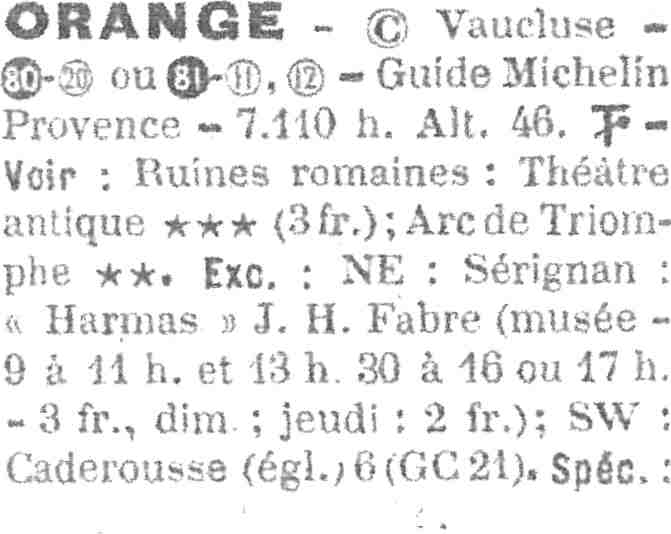 ORANGE - Ⓒ Vaucluse -
80-20 ou 81-11, 12 - Guide Michelin
Provence - 7.110 h. Alt. 46. -
Voir : Ruines romaines : Théâtre
antique ★★★ (3 fr.) ; Arc de Triom-
phe ★★. Exc. : NE : Sérignan :
« Harmas » J. H. Fabre (musée -
9 à 11 h. et 13 h. 30 à 16 ou 17 h.
- 3 fr., dim. ; jeudi : 2 fr.) ; SW :
Caderousse (égl.) 6 (GC 21). Spéc. :